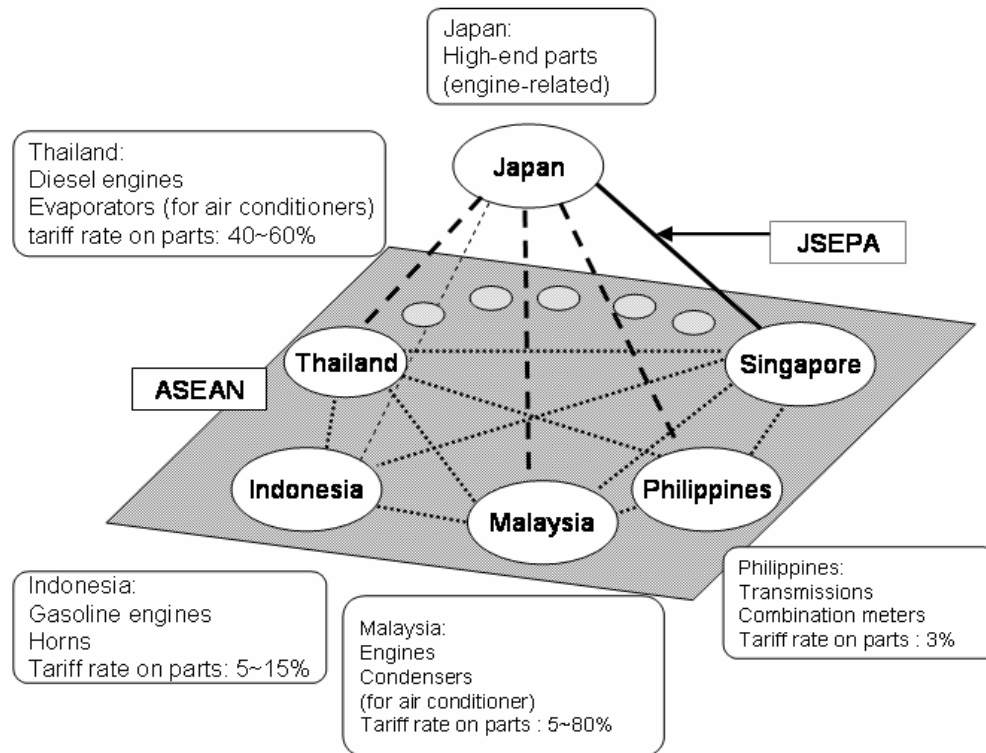 Japan:
High-end parts
(engine-related)
Thailand:
Diesel engines
Evaporators (for air conditioners)
tariff rate on parts: 40~60%
Japan
JSEPA
Thailand
Singapore
ASEAN
Indonesia
Malaysia
Philippines
Indonesia:
Gasoline engines
Horns
Tariff rate on parts: 5~15%
Malaysia:
Engines
Condensers
(for air conditioner)
Tariff rate on parts : 5~80%
Philippines:
Transmissions
Combination meters
Tariff rate on parts : 3%